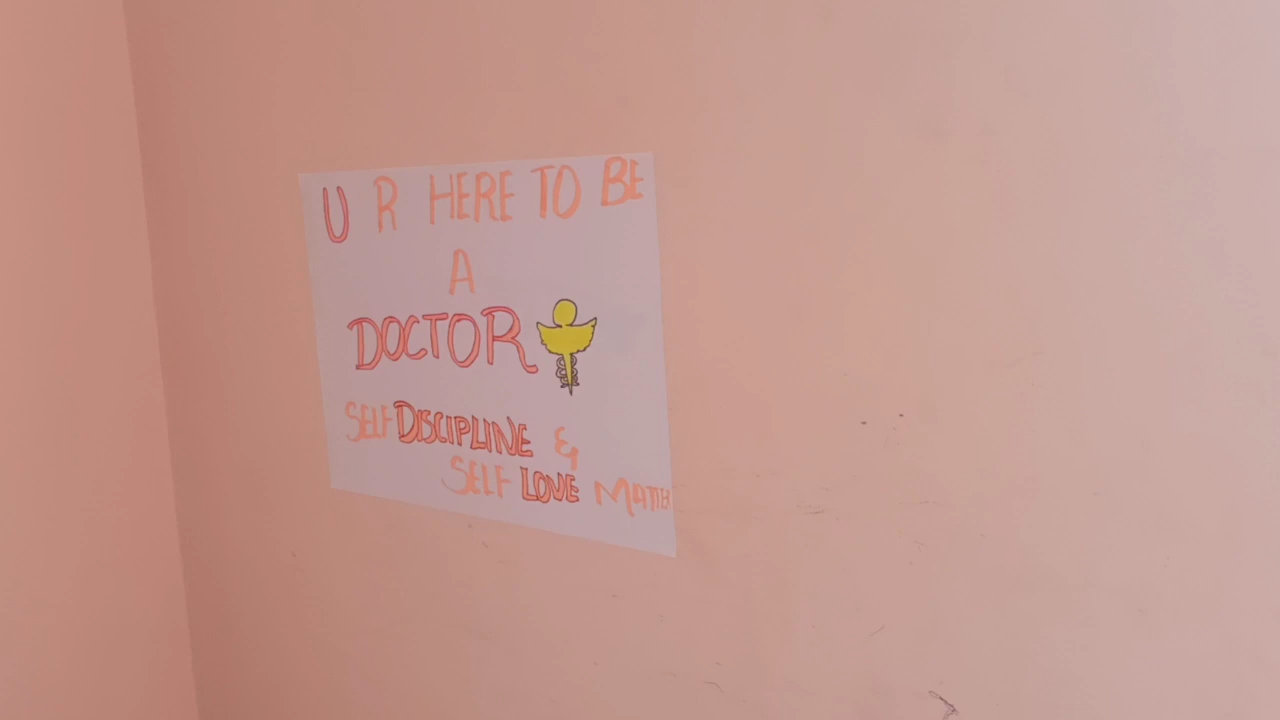 U R HERE TO BE
A
DOCTOR
SELF DISCIPLINE &
SELF LOVE MATTER